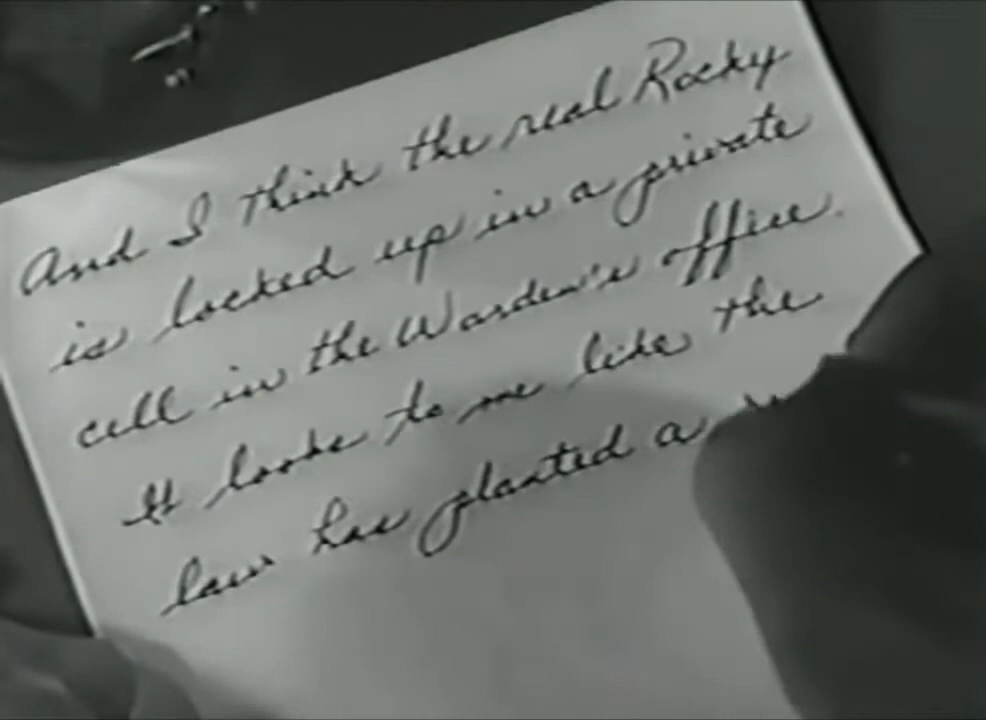 And I think the real Rocky
is locked up in a private
cell in the Warden's office.
It looks to me like the
law has planted a